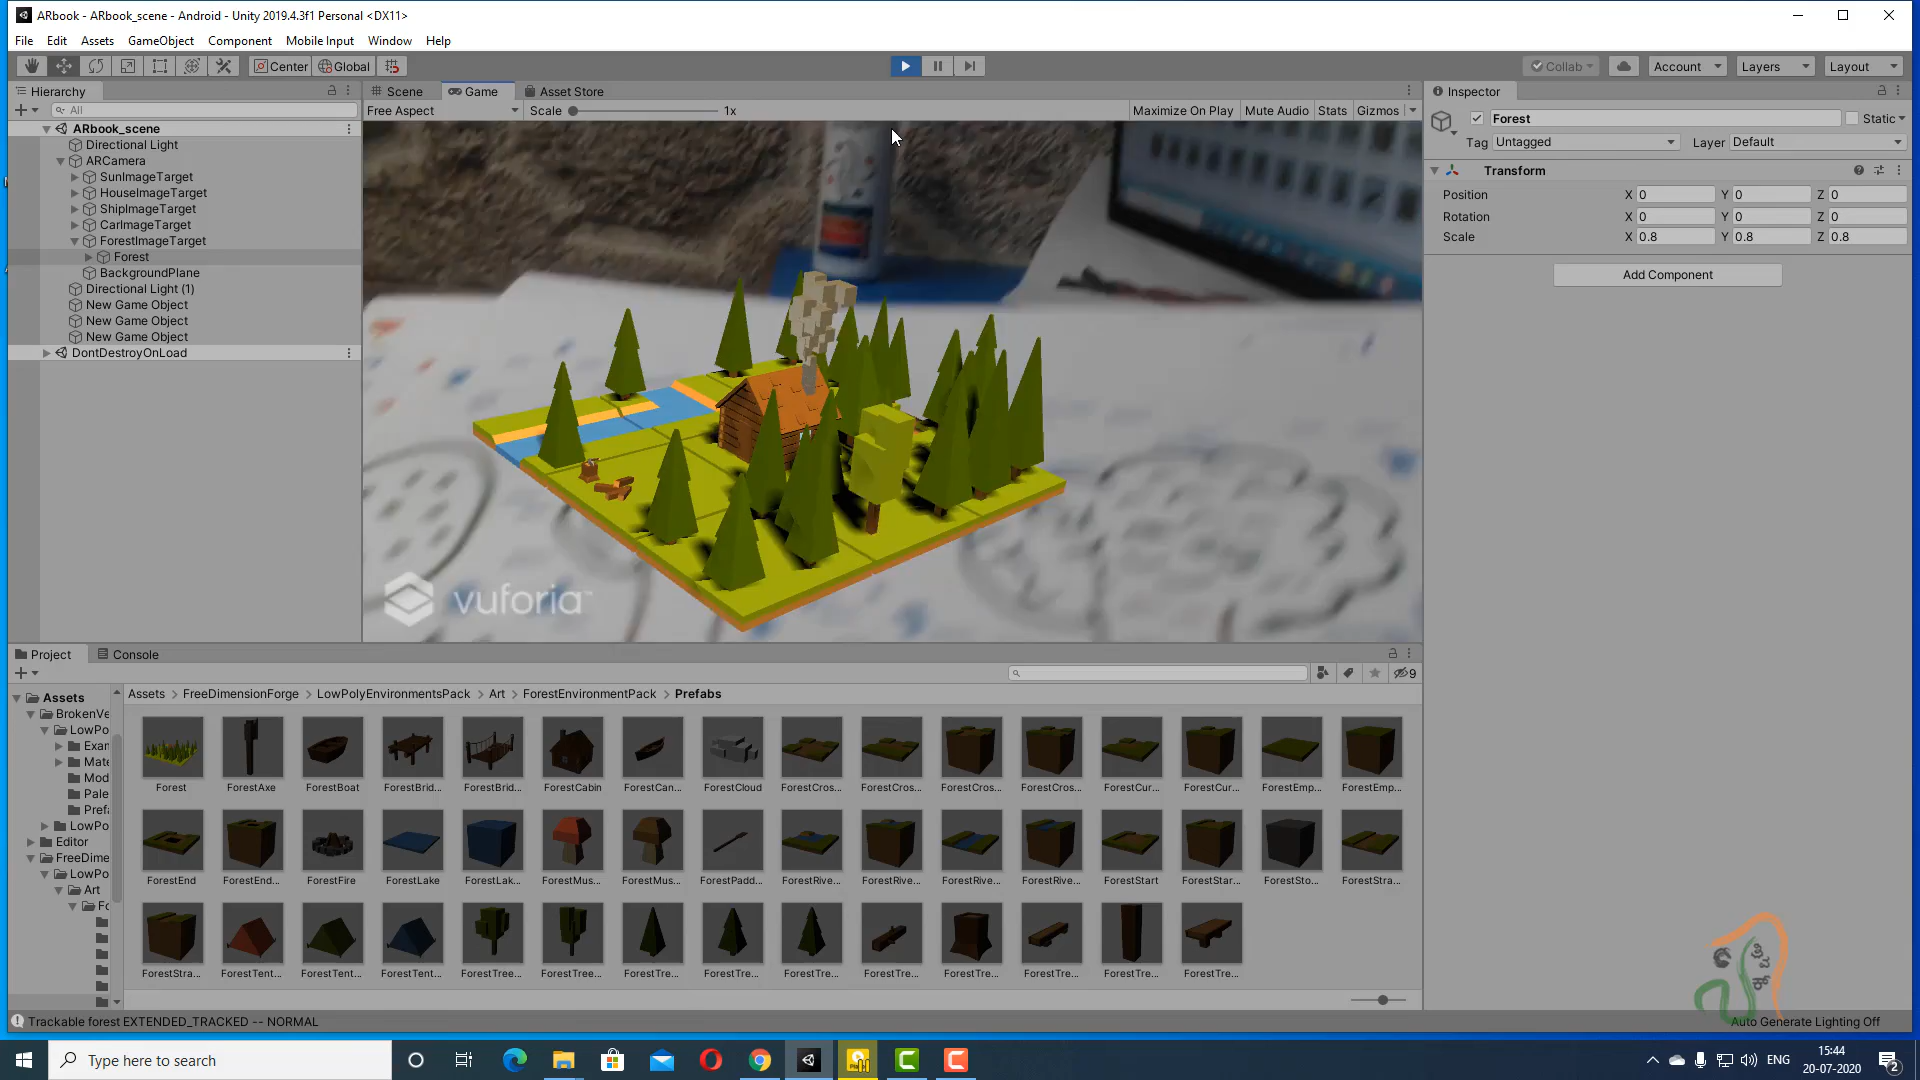 ARbook - ARbook_scene - Android - Unity 2019.4.3f1 Personal <DX11>
File Edit Assets GameObject Component Mobile Input Window Help
Center Global Collab Account Layers Layout
Hierarchy
All
ARbook_scene
Directional Light
ARCamera
SunImageTarget
HouseImageTarget
ShipImageTarget
CarImageTarget
ForestImageTarget
Forest
BackgroundPlane
Directional Light (1)
New Game Object
New Game Object
New Game Object
DontDestroyOnLoad
Scene Game Asset Store
Free Aspect Scale 1x Maximize On Play Mute Audio Stats Gizmos
vuforia™
Inspector
Forest Static
Tag Untagged Layer Default
Transform
Position X 0 Y 0 Z 0
Rotation X 0 Y 0 Z 0
Scale X 0.8 Y 0.8 Z 0.8
Add Component
Project Console
9
Assets
BrokenVe
LowPo
Exar
Mate
Mod
Pale
Prefa
LowPo
Editor
FreeDime
LowPo
Art
Fo
Assets > FreeDimensionForge > LowPolyEnvironmentsPack > Art > ForestEnvironmentPack > Prefabs
Forest ForestAxe ForestBoat ForestBrid... ForestBrid... ForestCabin ForestCan... ForestCloud ForestCros... ForestCros... ForestCros... ForestCros... ForestCur... ForestCur... ForestEmp... ForestEmp...
ForestEnd ForestEnd... ForestFire ForestLake ForestLak... ForestMus... ForestMus... ForestPadd... ForestRive... ForestRive... ForestRive... ForestRive... ForestStart ForestStar... ForestSto... ForestStra...
ForestStra... ForestTent... ForestTent... ForestTent... ForestTree... ForestTree... ForestTre... ForestTre... ForestTre... ForestTre... ForestTre... ForestTre... ForestTre... ForestTre...
Trackable forest EXTENDED_TRACKED -- NORMAL
Auto Generate Lighting Off
Type here to search
ENG
15:44
20-07-2020
2